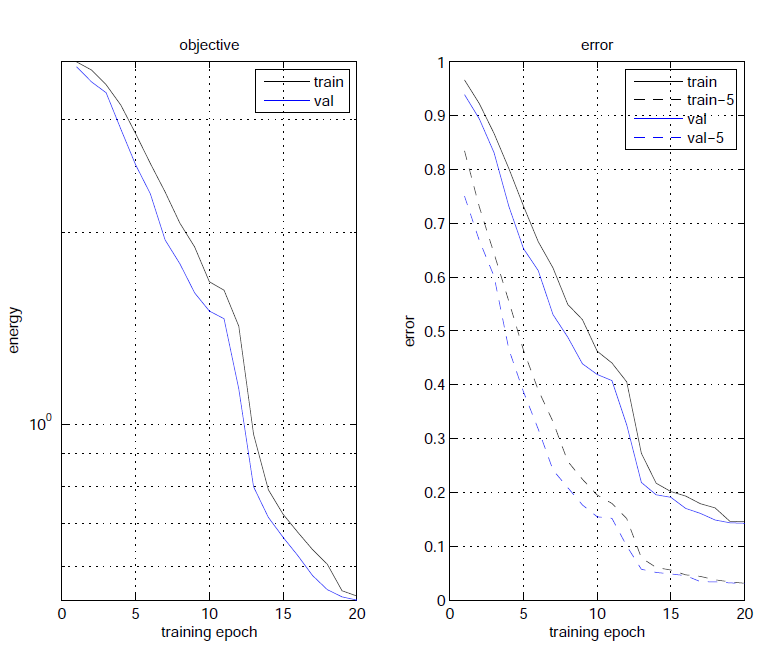 objective
train
val
energy
10^0
0 5 10 15 20
training epoch
error
train
train-5
val
val-5
error
1
0.9
0.8
0.7
0.6
0.5
0.4
0.3
0.2
0.1
0
0 5 10 15 20
training epoch